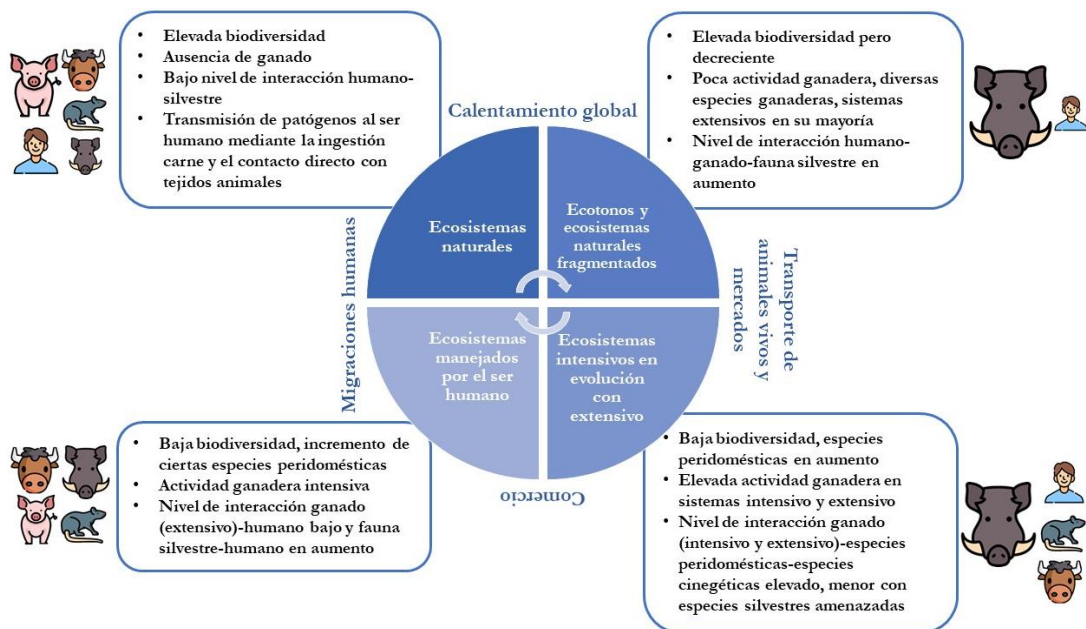 • Elevada biodiversidad
• Ausencia de ganado
• Bajo nivel de interacción humano-
silvestre
• Transmisión de patógenos al ser
humano mediante la ingestión
carne y el contacto directo con
tejidos animales
Calentamiento global
• Elevada biodiversidad pero
decreciente
• Poca actividad ganadera, diversas
especies ganaderas, sistemas
extensivos en su mayoría
• Nivel de interacción humano-
ganado-fauna silvestre en
aumento
Ecosistemas
naturales
Ecotonos y
ecosistemas
naturales
fragmentados
Migraciones humanas
Transporte de
animales vivos y
mercados
Ecosistemas
manejados
por el ser
humano
Ecosistemas
intensivos en
evolución
con
extensivo
• Baja biodiversidad, incremento de
ciertas especies peridomésticas
• Actividad ganadera intensiva
• Nivel de interacción ganado
(extensivo)-humano bajo y fauna
silvestre-humano en aumento
Comercio
• Baja biodiversidad, especies
peridomésticas en aumento
• Elevada actividad ganadera en
sistemas intensivo y extensivo
• Nivel de interacción ganado
(intensivo y extensivo)-especies
peridomésticas-especies
cinegéticas elevado, menor con
especies silvestres amenazadas